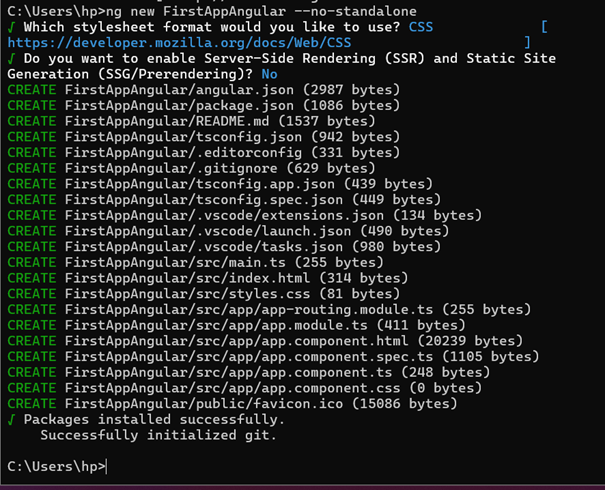 C:\Users\hp>ng new FirstAppAngular --no-standalone
√ Which stylesheet format would you like to use? CSS             [
https://developer.mozilla.org/docs/Web/CSS                     ]
√ Do you want to enable Server-Side Rendering (SSR) and Static Site
Generation (SSG/Prerendering)? No
CREATE FirstAppAngular/angular.json (2987 bytes)
CREATE FirstAppAngular/package.json (1086 bytes)
CREATE FirstAppAngular/README.md (1537 bytes)
CREATE FirstAppAngular/tsconfig.json (942 bytes)
CREATE FirstAppAngular/.editorconfig (331 bytes)
CREATE FirstAppAngular/.gitignore (629 bytes)
CREATE FirstAppAngular/tsconfig.app.json (439 bytes)
CREATE FirstAppAngular/tsconfig.spec.json (449 bytes)
CREATE FirstAppAngular/.vscode/extensions.json (134 bytes)
CREATE FirstAppAngular/.vscode/launch.json (490 bytes)
CREATE FirstAppAngular/.vscode/tasks.json (980 bytes)
CREATE FirstAppAngular/src/main.ts (255 bytes)
CREATE FirstAppAngular/src/index.html (314 bytes)
CREATE FirstAppAngular/src/styles.css (81 bytes)
CREATE FirstAppAngular/src/app/app-routing.module.ts (255 bytes)
CREATE FirstAppAngular/src/app/app.module.ts (411 bytes)
CREATE FirstAppAngular/src/app/app.component.html (20239 bytes)
CREATE FirstAppAngular/src/app/app.component.spec.ts (1105 bytes)
CREATE FirstAppAngular/src/app/app.component.ts (248 bytes)
CREATE FirstAppAngular/src/app/app.component.css (0 bytes)
CREATE FirstAppAngular/public/favicon.ico (15086 bytes)
√ Packages installed successfully.
    Successfully initialized git.
C:\Users\hp>